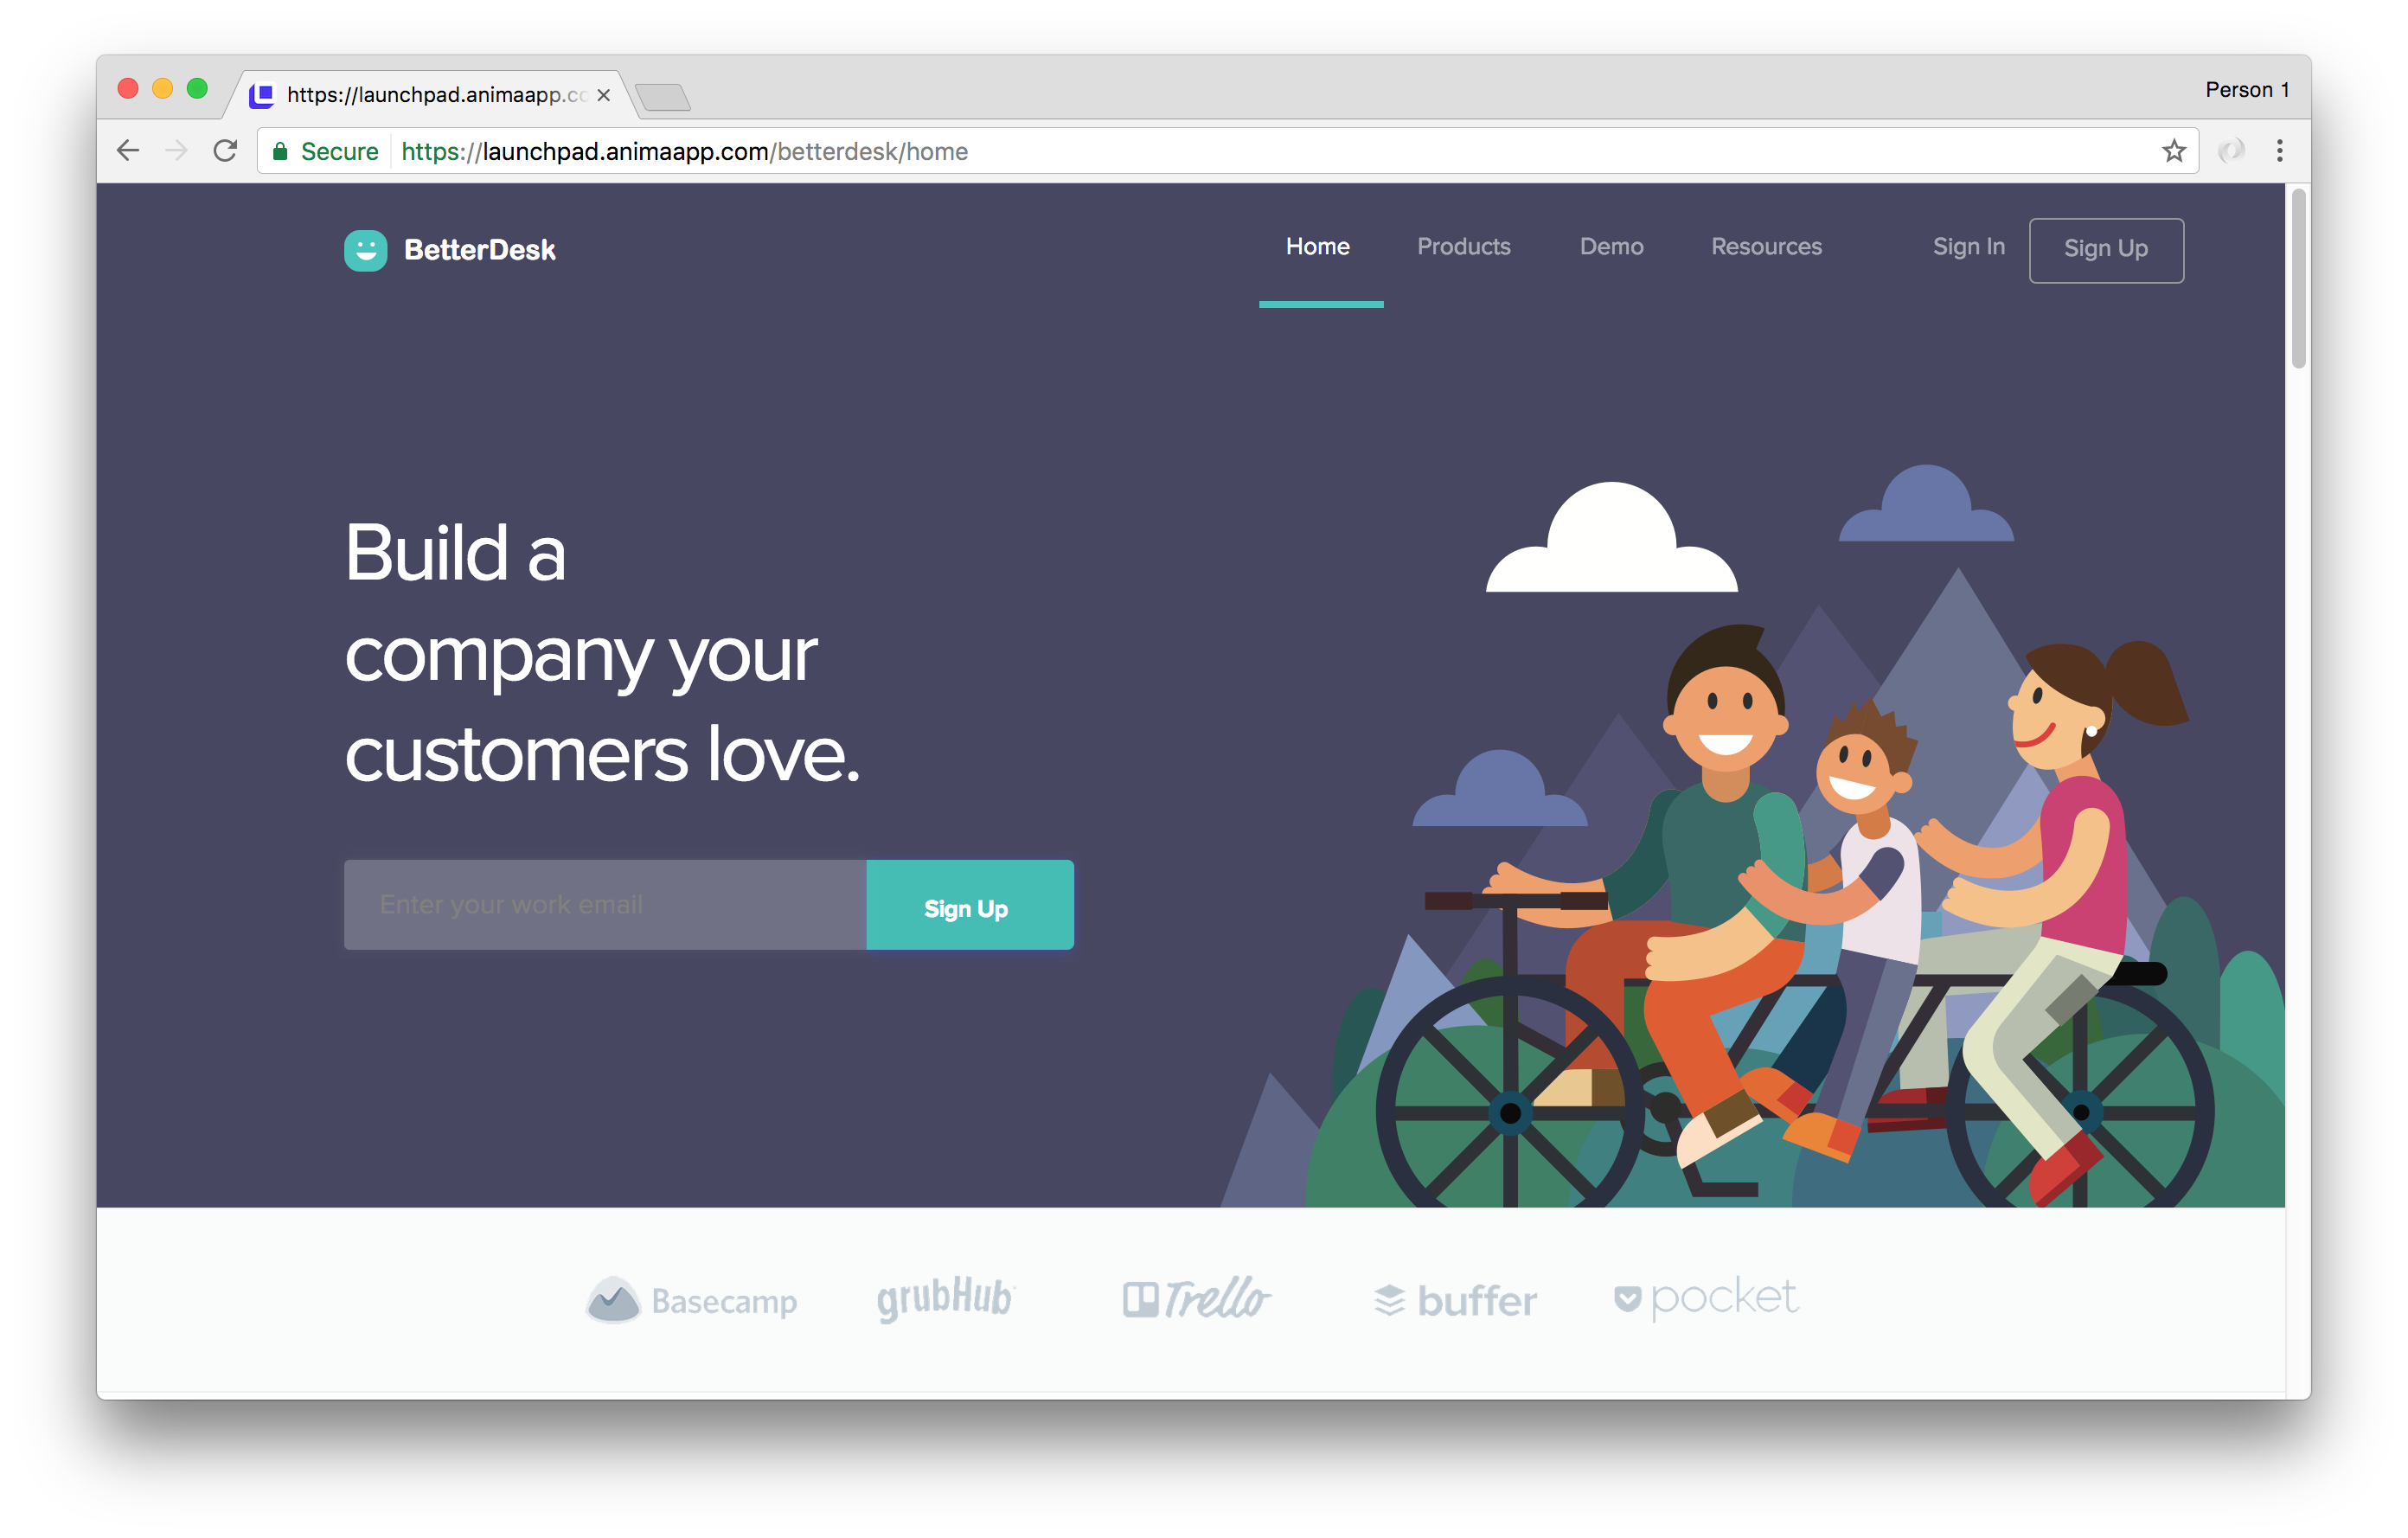 https://launchpad.animaapp.co
Person 1
Secure https://launchpad.animaapp.com/betterdesk/home
BetterDesk
Home Products Demo Resources Sign In Sign Up
Build a
company your
customers love.
Enter your work email
Sign Up
Basecamp grubHub Trello buffer pocket